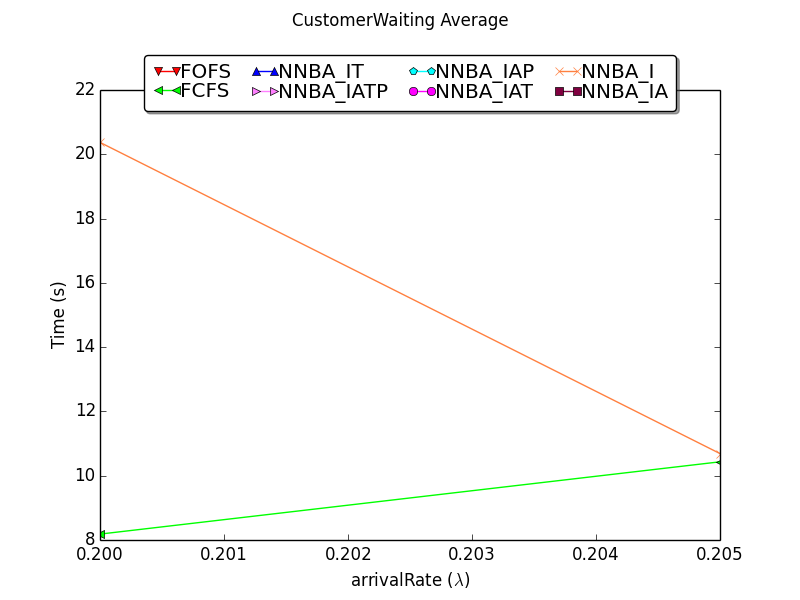 CustomerWaiting Average
FOFS NNBA_IT NNBA_IAP NNBA_I
FCFS NNBA_IATP NNBA_IAT NNBA_IA
22
20
18
16
14
12
10
8
Time (s)
0.200 0.201 0.202 0.203 0.204 0.205
arrivalRate (λ)